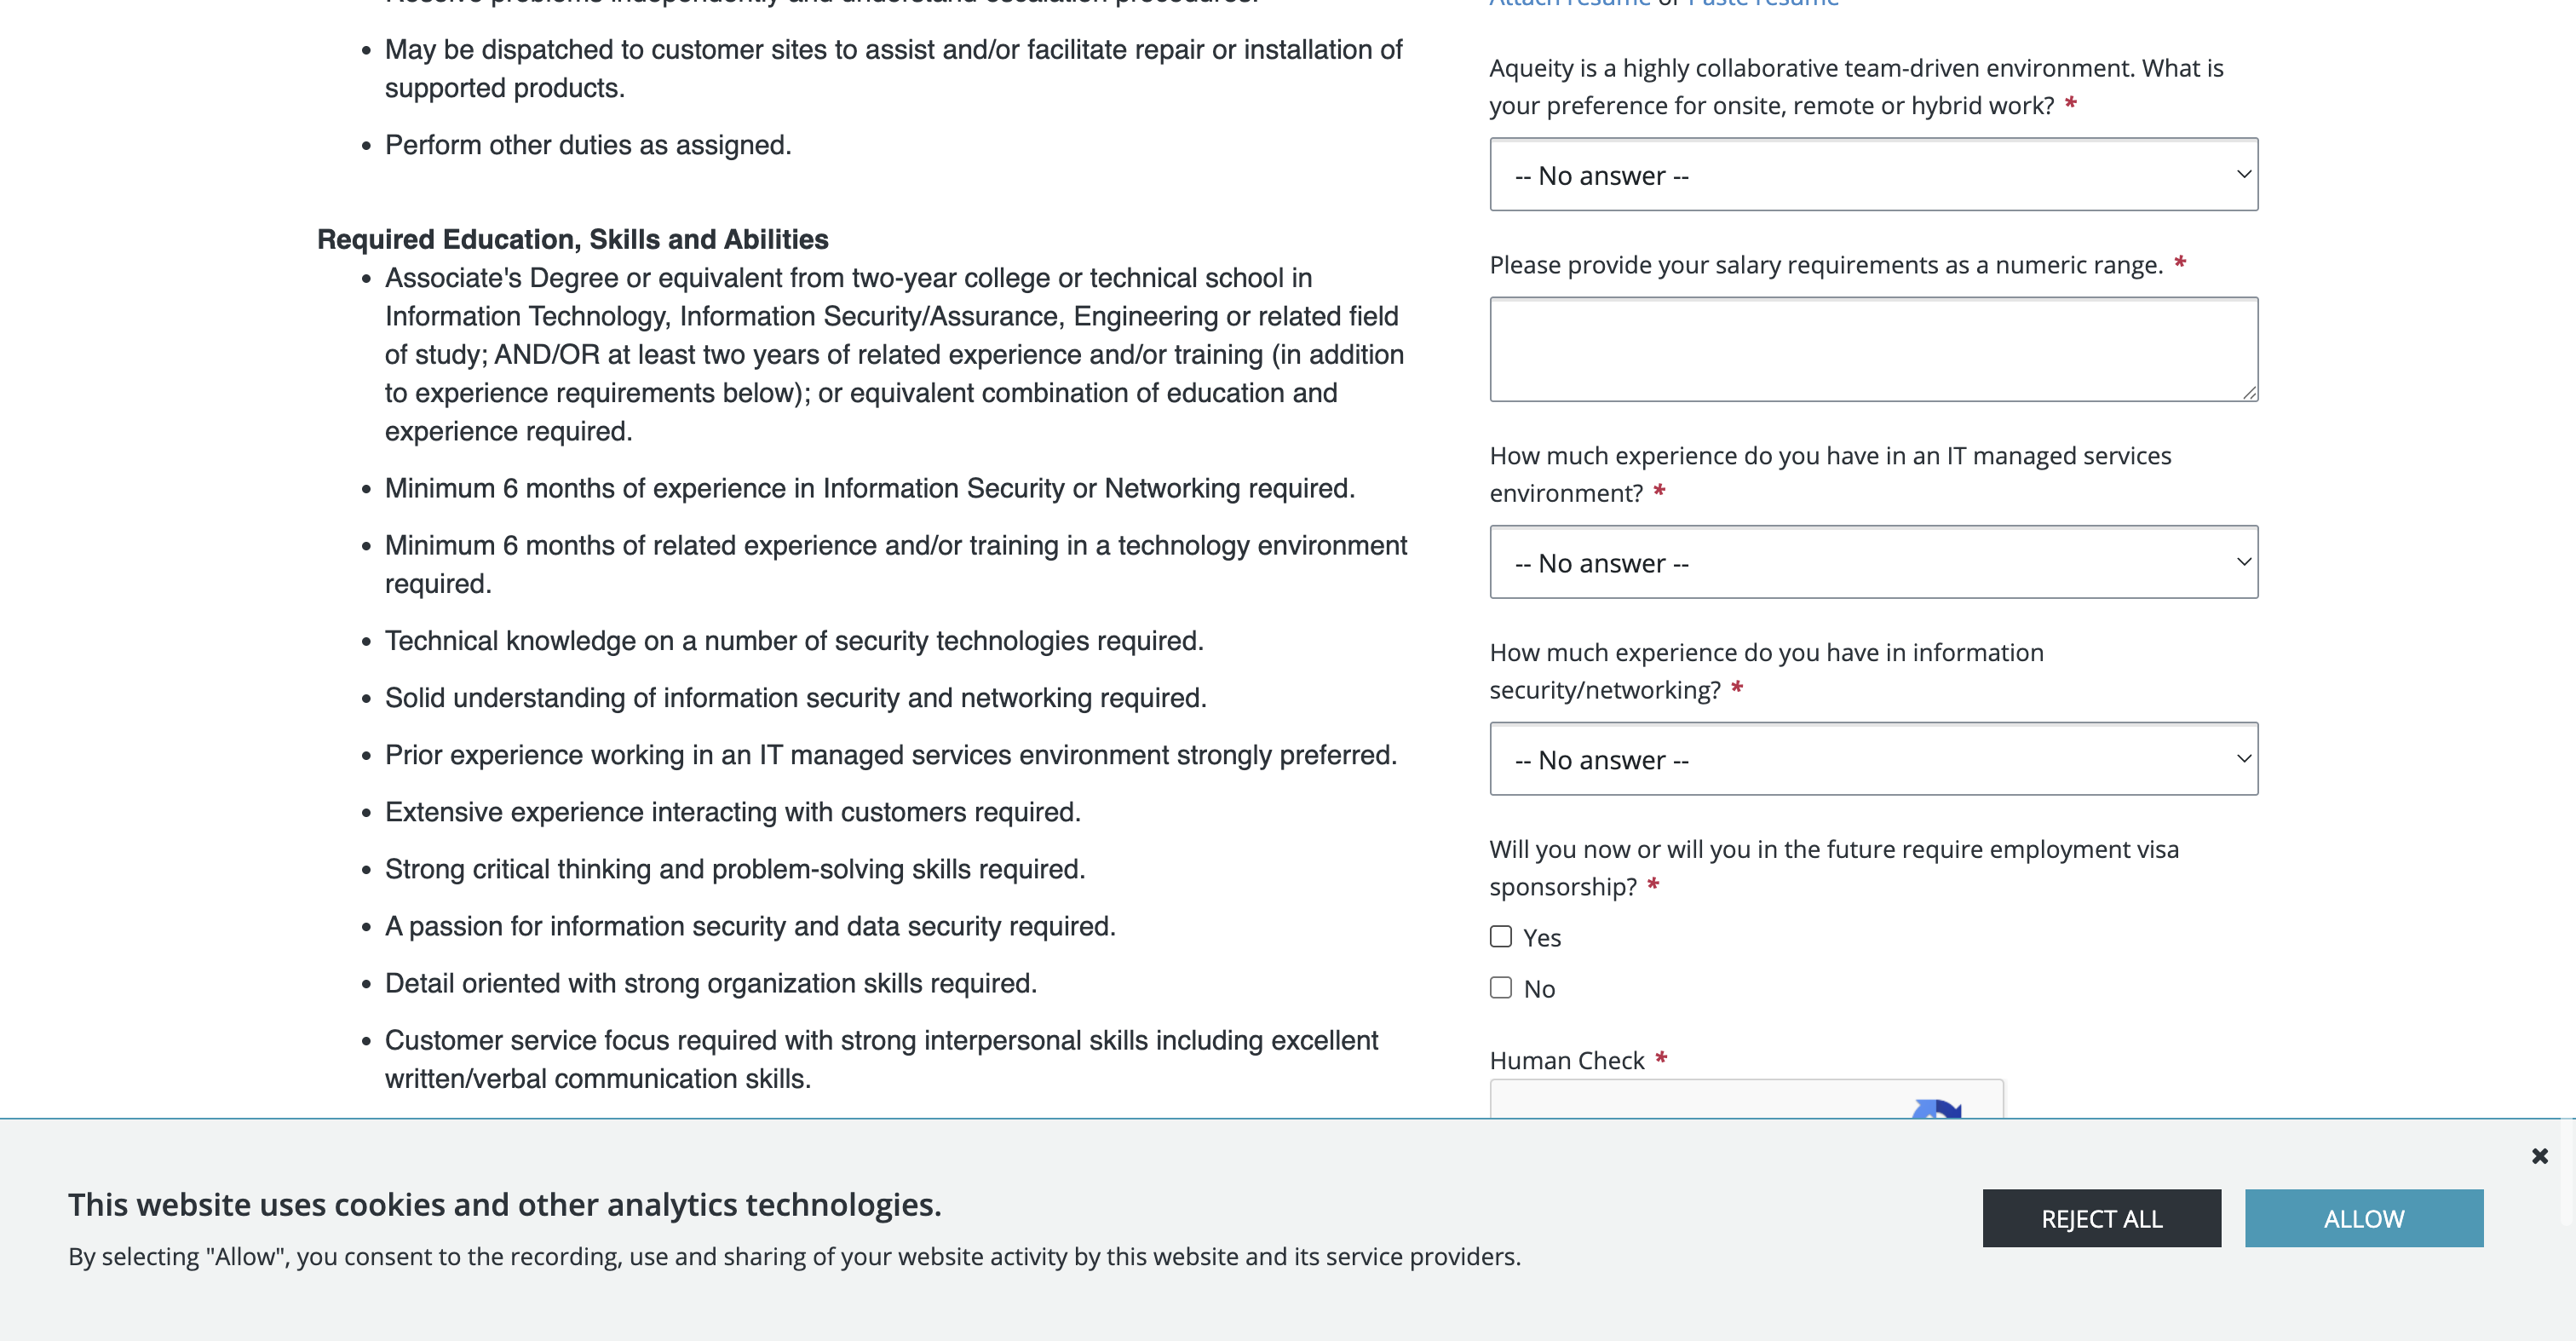 Resolve problems independently and understand escalation procedures.
May be dispatched to customer sites to assist and/or facilitate repair or installation of
supported products.
Perform other duties as assigned.
Required Education, Skills and Abilities
Associate's Degree or equivalent from two-year college or technical school in
Information Technology, Information Security/Assurance, Engineering or related field
of study; AND/OR at least two years of related experience and/or training (in addition
to experience requirements below); or equivalent combination of education and
experience required.
Minimum 6 months of experience in Information Security or Networking required.
Minimum 6 months of related experience and/or training in a technology environment
required.
Technical knowledge on a number of security technologies required.
Solid understanding of information security and networking required.
Prior experience working in an IT managed services environment strongly preferred.
Extensive experience interacting with customers required.
Strong critical thinking and problem-solving skills required.
A passion for information security and data security required.
Detail oriented with strong organization skills required.
Customer service focus required with strong interpersonal skills including excellent
written/verbal communication skills.
Attach resume or Paste resume
Aqueity is a highly collaborative team-driven environment. What is
your preference for onsite, remote or hybrid work? *
-- No answer --
Please provide your salary requirements as a numeric range. *
How much experience do you have in an IT managed services
environment? *
-- No answer --
How much experience do you have in information
security/networking? *
-- No answer --
Will you now or will you in the future require employment visa
sponsorship? *
Yes
No
Human Check *
This website uses cookies and other analytics technologies.
By selecting "Allow", you consent to the recording, use and sharing of your website activity by this website and its service providers.
REJECT ALL
ALLOW